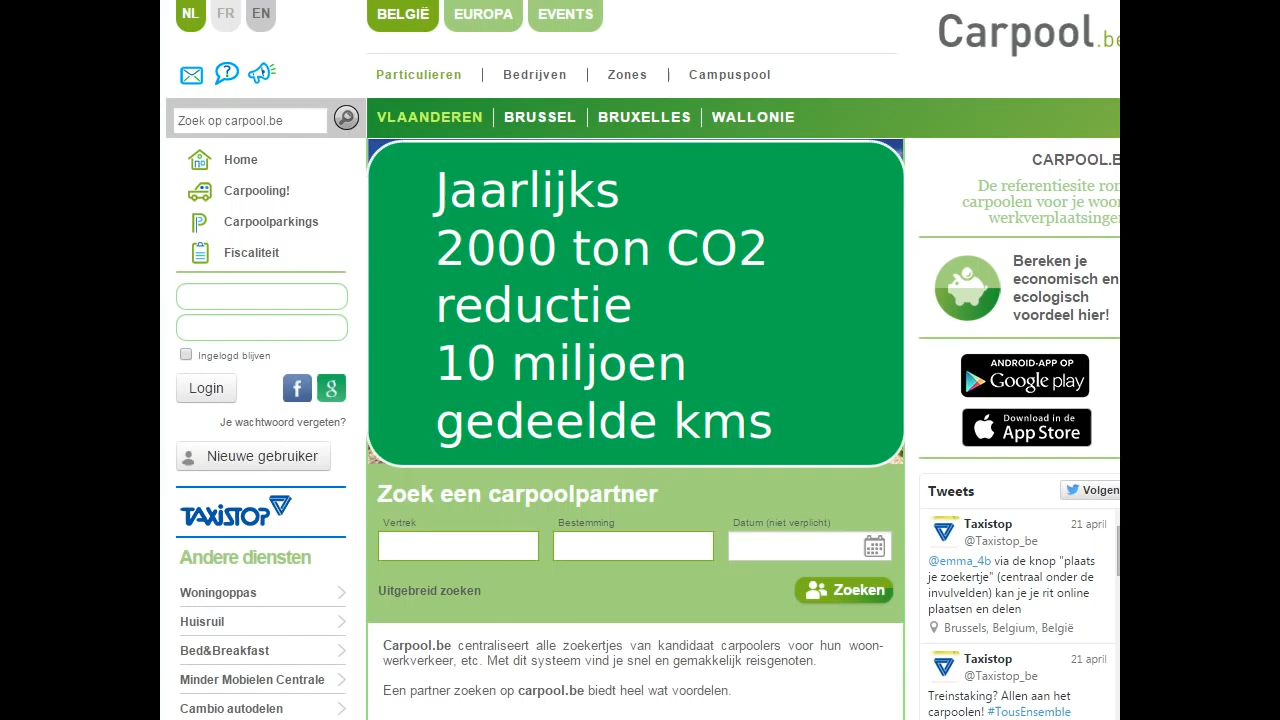 NL FR EN
BELGIË EUROPA EVENTS
Carpool.be
Particulieren | Bedrijven | Zones | Campuspool
Zoek op carpool.be
VLAANDEREN | BRUSSEL | BRUXELLES | WALLONIE
Home
Carpooling!
Carpoolparkings
Fiscaliteit
Ingelogd blijven
Login
Je wachtwoord vergeten?
Nieuwe gebruiker
TAXISTOP
Andere diensten
Woningoppas
Huisruil
Bed&Breakfast
Minder Mobielen Centrale
Cambio autodelen
Jaarlijks
2000 ton CO2
reductie
10 miljoen
gedeelde kms
Zoek een carpoolpartner
Vertrek Bestemming Datum (niet verplicht)
Uitgebreid zoeken Zoeken
Carpool.be centraliseert alle zoekertjes van kandidaat carpoolers voor hun woon-
werkverkeer, etc. Met dit systeem vind je snel en gemakkelijk reisgenoten.
Een partner zoeken op carpool.be biedt heel wat voordelen.
CARPOOL.B
De referentiesite
carpoolen voor je
werkverplaatsingen
Bereken je
economisch en
ecologisch
voordeel hier!
ANDROID-APP OP
Google play
Download in de
App Store
Tweets Volgen
Taxistop 21 april
@Taxistop_be
@emma_4b via de knop "plaats
je zoekertje" (centraal onder de
invulvelden) kan je je rit online
plaatsen en delen
Brussels, Belgium, België
Taxistop 21 april
@Taxistop_be
Treinstaking? Allen aan het
carpoolen! #TousEnsemble